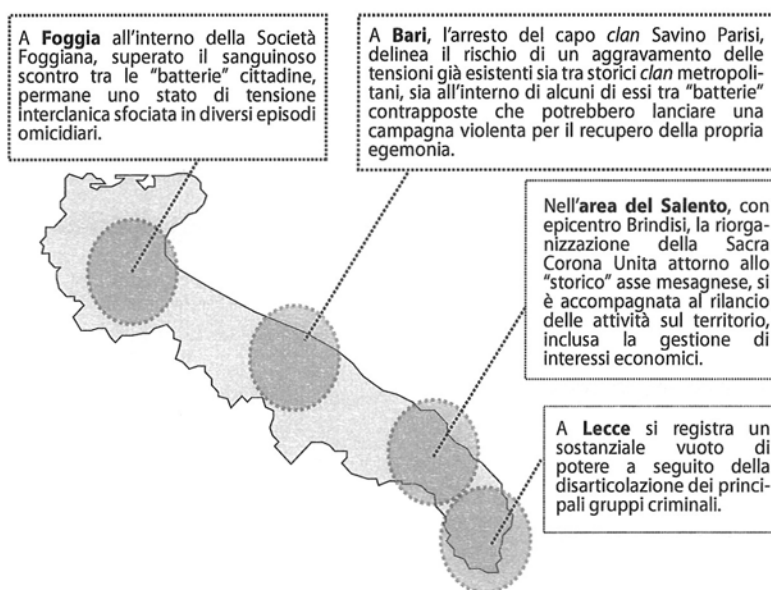 A Foggia all'interno della Società
Foggiana, superato il sanguinoso
scontro tra le "batterie" cittadine,
permane uno stato di tensione
interclanica sfociata in diversi episodi
omicidiari.
A Bari, l'arresto del capo clan Savino Parisi,
delinea il rischio di un aggravamento delle
tensioni già esistenti sia tra storici clan metropoli-
tani, sia all'interno di alcuni di essi tra "batterie"
contrapposte che potrebbero lanciare una
campagna violenta per il recupero della propria
egemonia.
Nell'area del Salento, con
epicentro Brindisi, la riorga-
nizzazione della Sacra
Corona Unita attorno allo
"storico" asse mesagnese, si
è accompagnata al rilancio
delle attività sul territorio,
inclusa la gestione di
interessi economici.
A Lecce si registra un
sostanziale vuoto di
potere a seguito della
disarticolazione dei princi-
pali gruppi criminali.